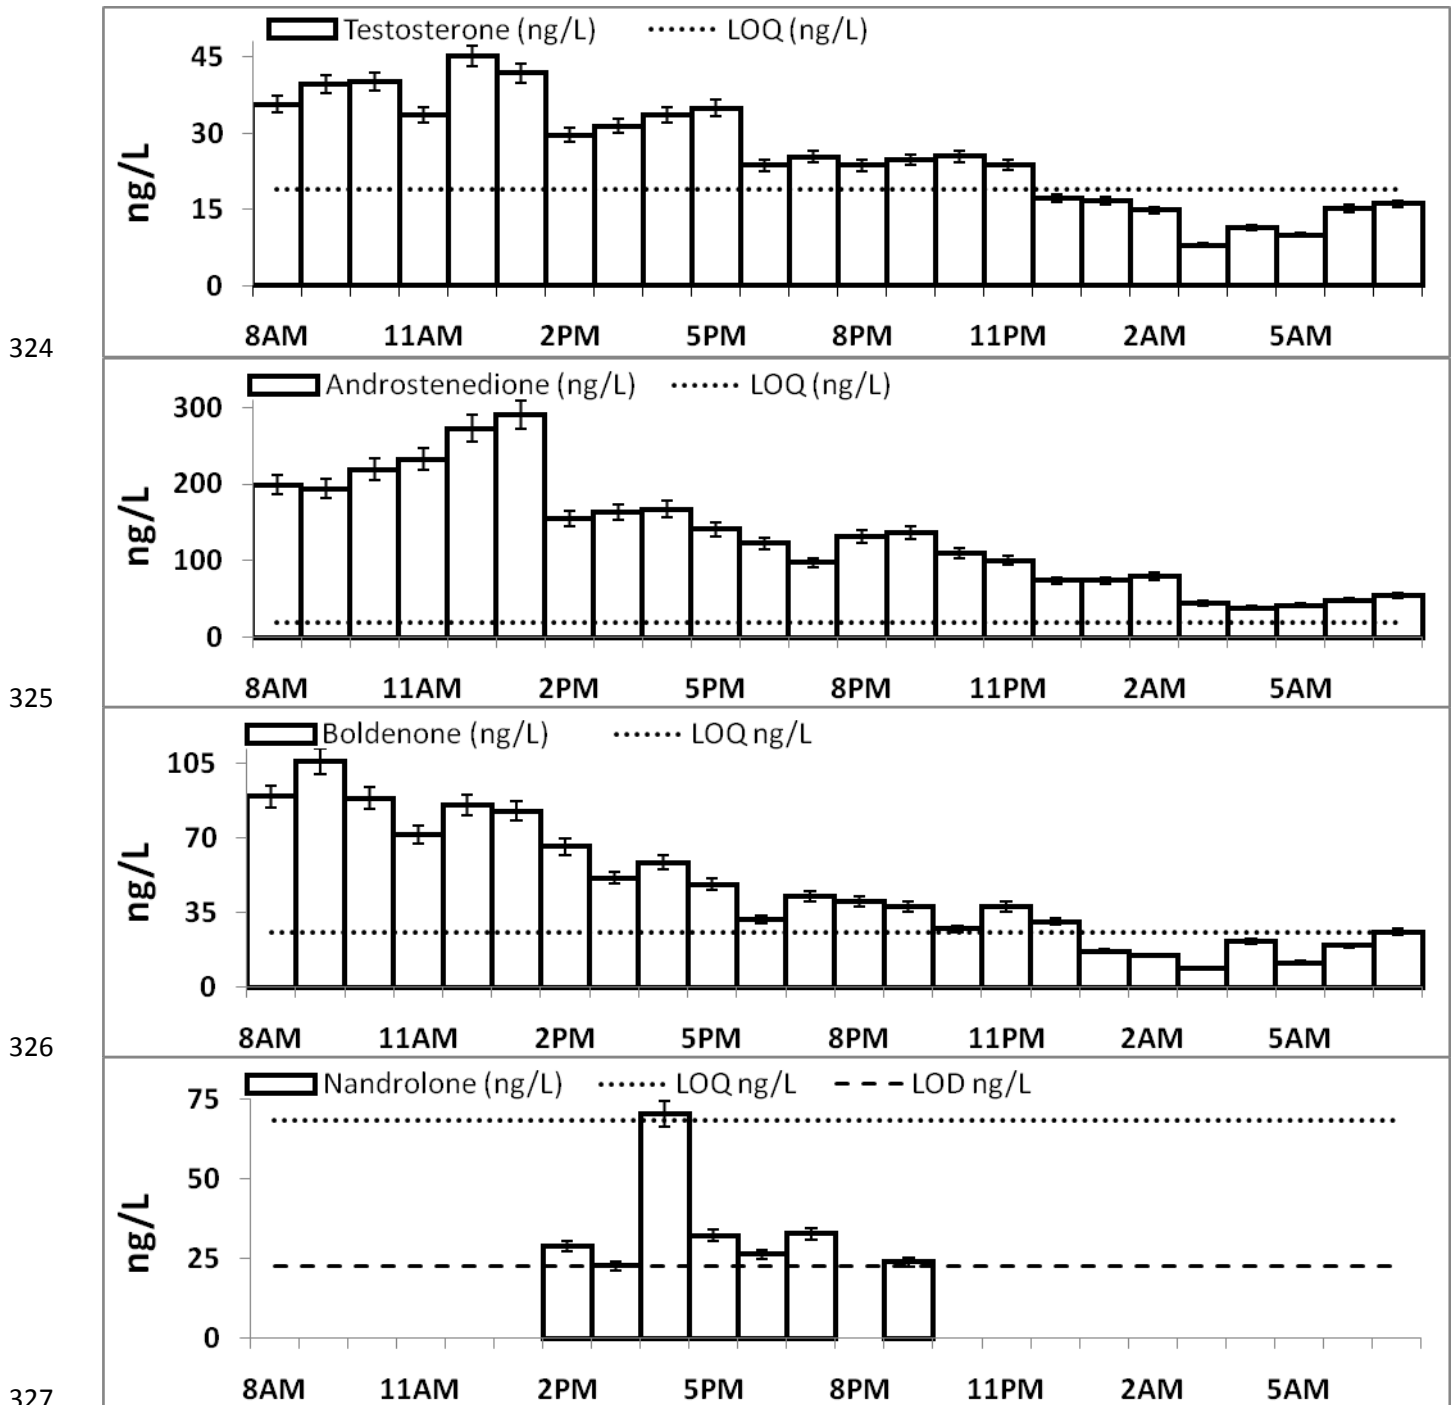 Testosterone (ng/L) LOQ (ng/L)
45
30
15
0
ng/L
8AM 11AM 2PM 5PM 8PM 11PM 2AM 5AM
324
Androstenedione (ng/L) LOQ (ng/L)
300
200
100
0
ng/L
8AM 11AM 2PM 5PM 8PM 11PM 2AM 5AM
325
Boldenone (ng/L) LOQ ng/L
105
70
35
0
ng/L
8AM 11AM 2PM 5PM 8PM 11PM 2AM 5AM
326
Nandrolone (ng/L) LOQ ng/L LOD ng/L
75
50
25
0
ng/L
8AM 11AM 2PM 5PM 8PM 11PM 2AM 5AM
327